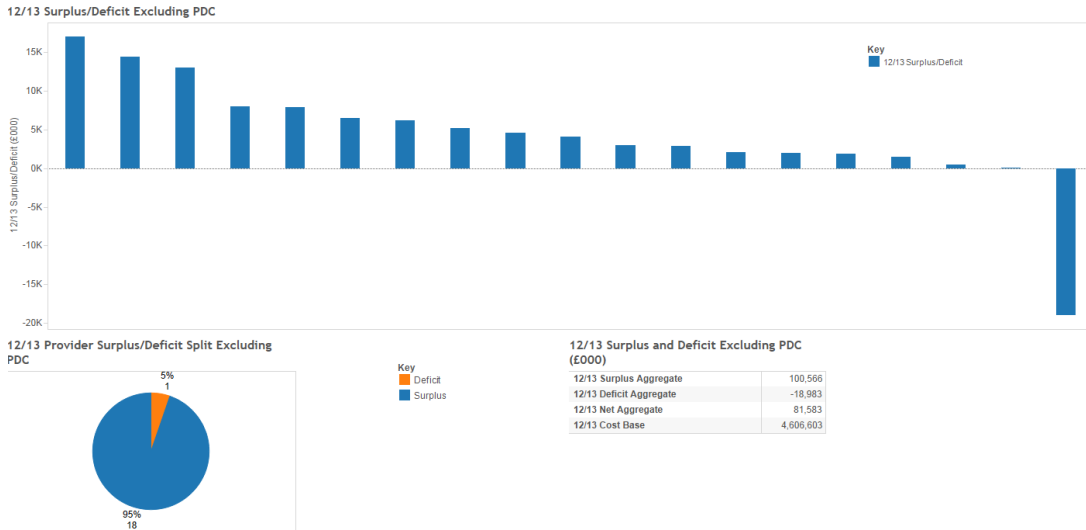 12/13 Surplus/Deficit Excluding PDC
Key
12/13 Surplus/Deficit
12/13 Surplus/Deficit (£000)
15K
10K
5K
0K
-5K
-10K
-15K
-20K
12/13 Provider Surplus/Deficit Split Excluding
PDC
5%
1
95%
18
Key
Deficit
Surplus
12/13 Surplus and Deficit Excluding PDC
(£000)
12/13 Surplus Aggregate 100,566
12/13 Deficit Aggregate -18,983
12/13 Net Aggregate 81,583
12/13 Cost Base 4,606,603